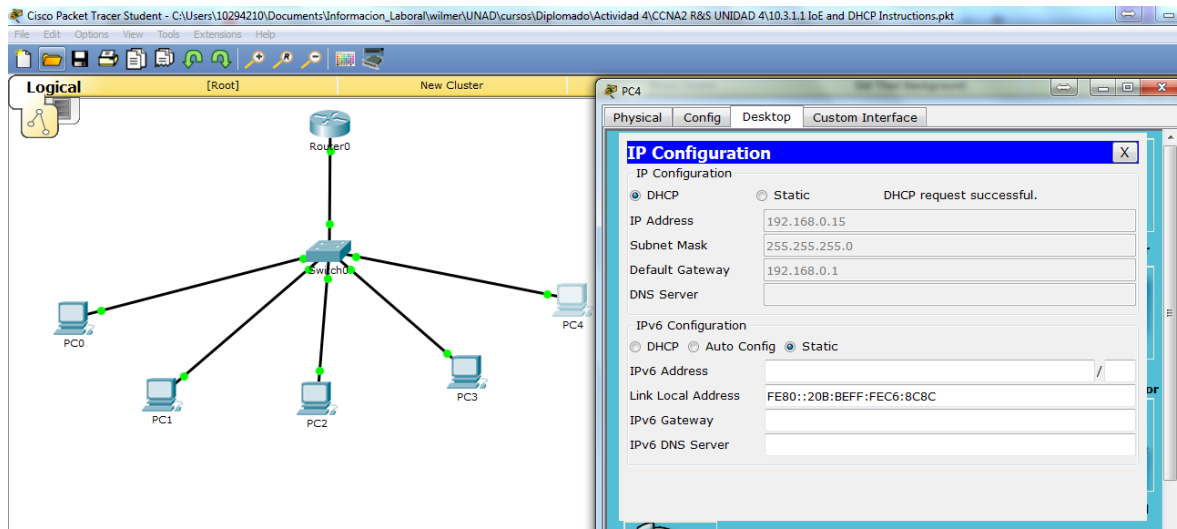 Cisco Packet Tracer Student - C:\Users\10294210\Documents\Informacion_Laboral\wilmer\UNAD\cursos\Diplomado\Actividad 4\CCNA2 R&S UNIDAD 4\10.3.1.1 IoE and DHCP Instructions.pkt
File Edit Options View Tools Extensions Help
Logical [Root] New Cluster
Router0
Switch0
PC0
PC1
PC2
PC3
PC4
PC4
Physical Config Desktop Custom Interface
IP Configuration X
IP Configuration
DHCP Static DHCP request successful.
IP Address 192.168.0.15
Subnet Mask 255.255.255.0
Default Gateway 192.168.0.1
DNS Server
IPv6 Configuration
DHCP Auto Config Static
IPv6 Address /
Link Local Address FE80::20B:BEFF:FEC6:8C8C
IPv6 Gateway
IPv6 DNS Server